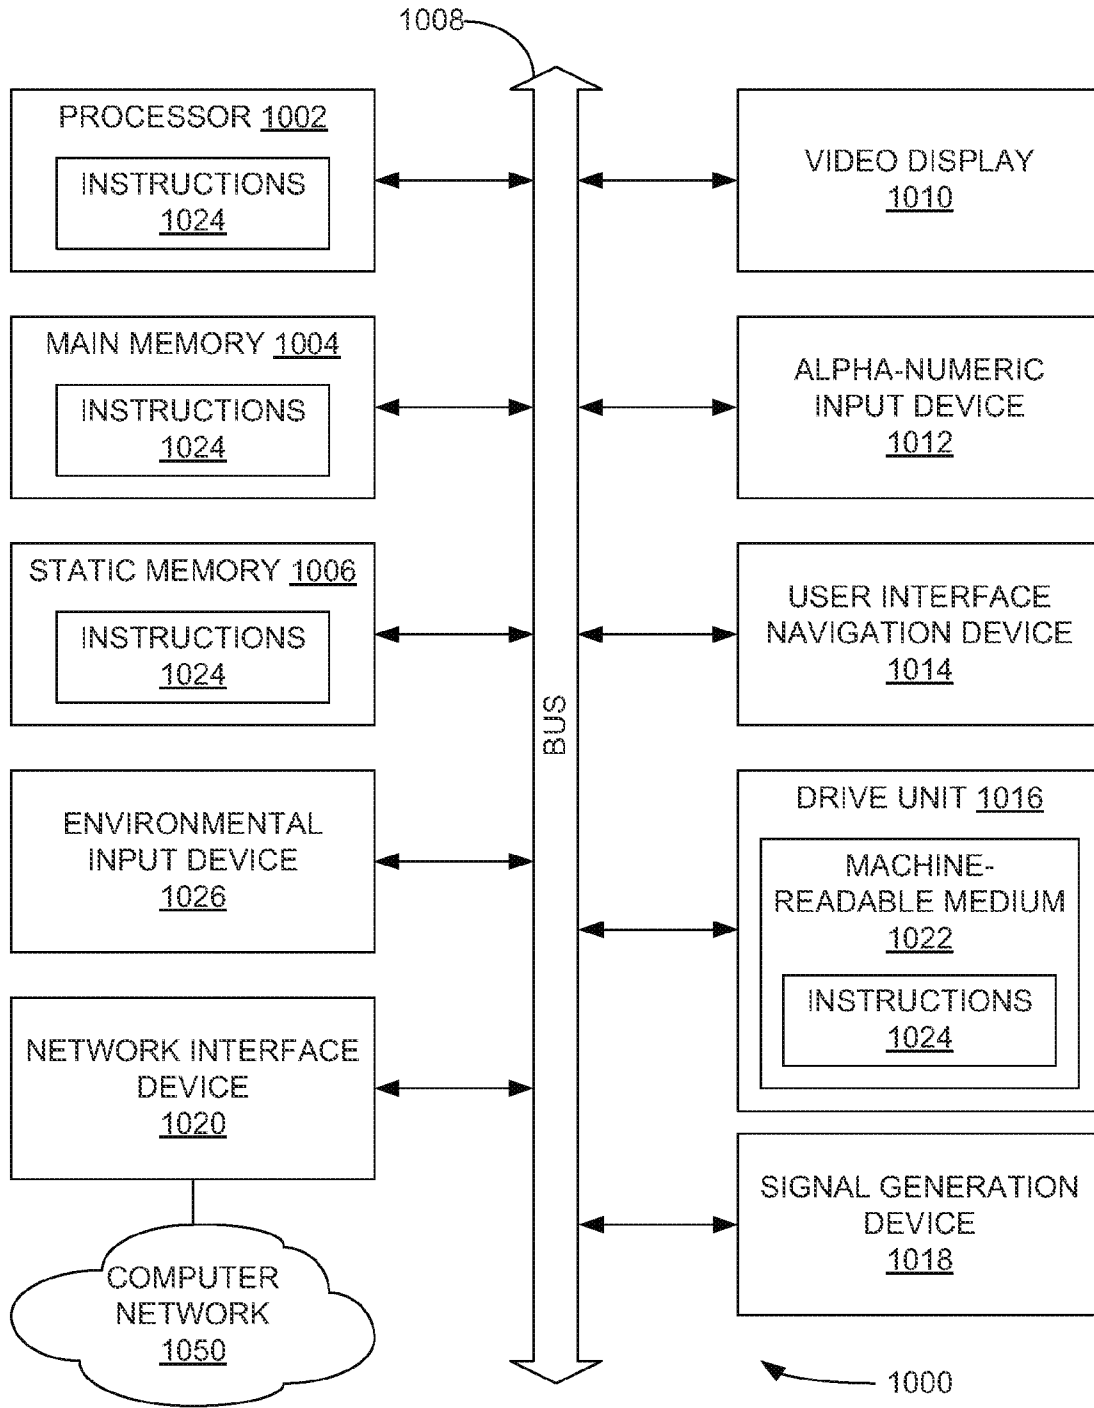 1008
PROCESSOR 1002
INSTRUCTIONS
1024
MAIN MEMORY 1004
INSTRUCTIONS
1024
STATIC MEMORY 1006
INSTRUCTIONS
1024
ENVIRONMENTAL
INPUT DEVICE
1026
NETWORK INTERFACE
DEVICE
1020
COMPUTER
NETWORK
1050
BUS
VIDEO DISPLAY
1010
ALPHA-NUMERIC
INPUT DEVICE
1012
USER INTERFACE
NAVIGATION DEVICE
1014
DRIVE UNIT 1016
MACHINE-
READABLE MEDIUM
1022
INSTRUCTIONS
1024
SIGNAL GENERATION
DEVICE
1018
1000